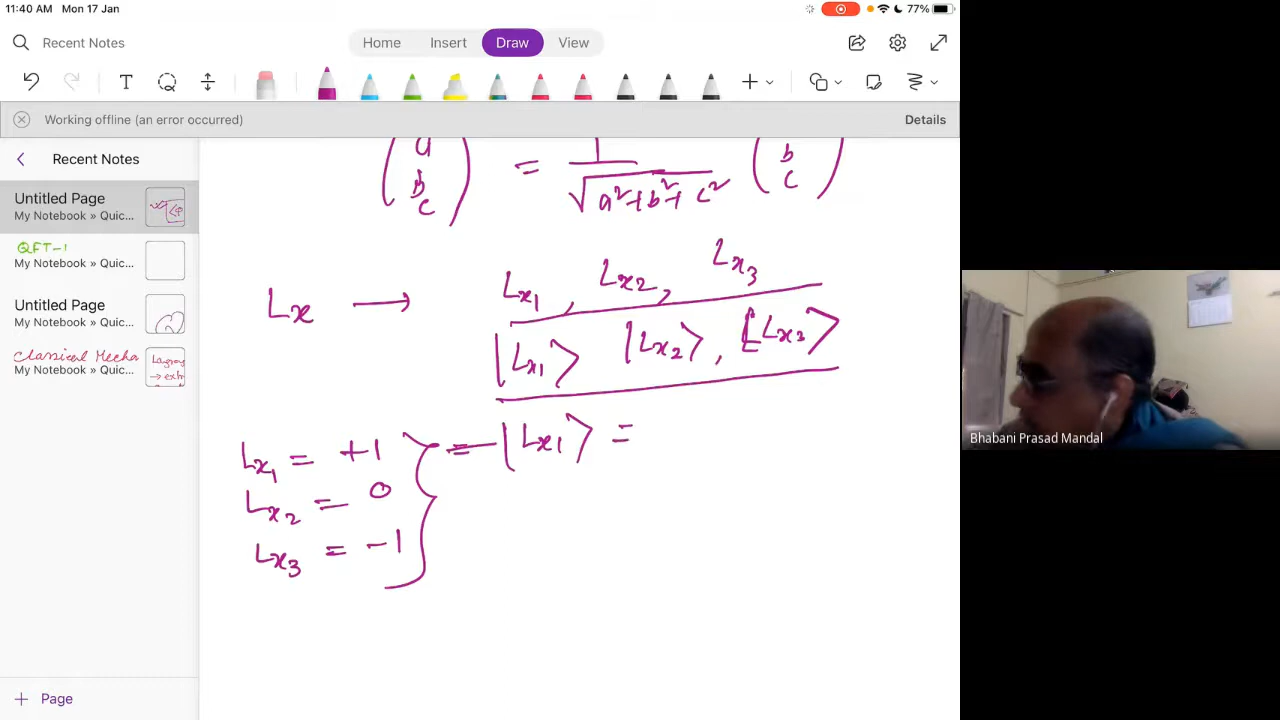 11:40 AM Mon 17 Jan
77%
Recent Notes
Home Insert Draw View
Working offline (an error occurred)
Details
Recent Notes
Untitled Page
My Notebook » Quic...
QFT-1
My Notebook » Quic...
Untitled Page
My Notebook » Quic...
Classical Mecha
My Notebook » Quic...
Page
(a b c) = 1/√(a²+b²+c²) (b c)
Lx → Lx1, Lx2, Lx3
|Lx1⟩ |Lx2⟩, |Lx3⟩
Lx1 = +1 = |Lx1⟩ =
Lx2 = 0
Lx3 = -1
Bhabani Prasad Mandal